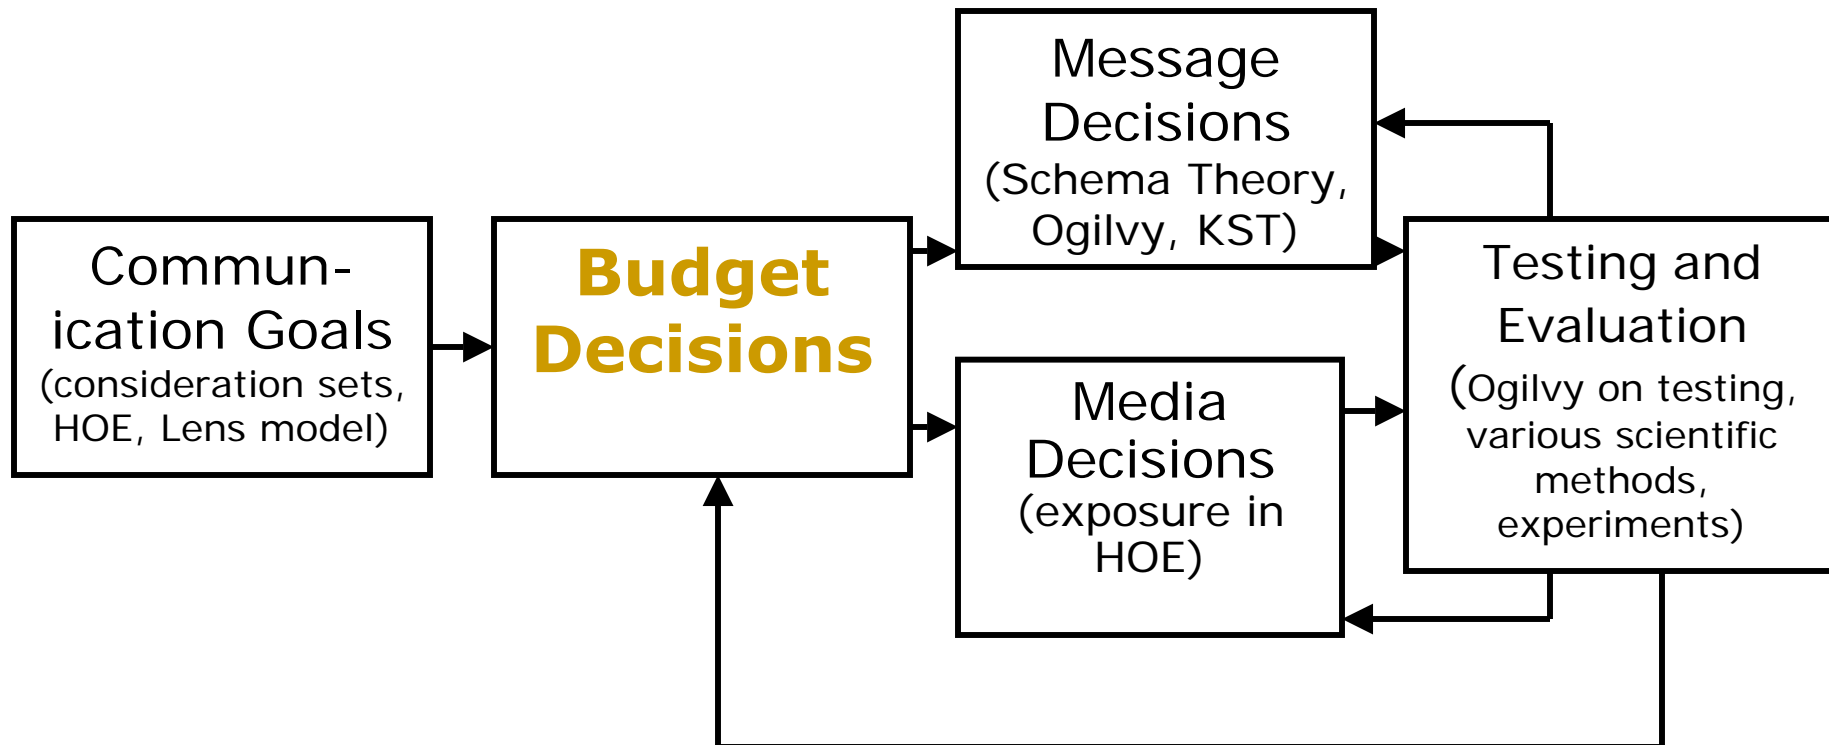 Commun-
ication Goals
(consideration sets,
HOE, Lens model)
Budget
Decisions
Message
Decisions
(Schema Theory,
Ogilvy, KST)
Media
Decisions
(exposure in
HOE)
Testing and
Evaluation
(Ogilvy on testing,
various scientific
methods,
experiments)